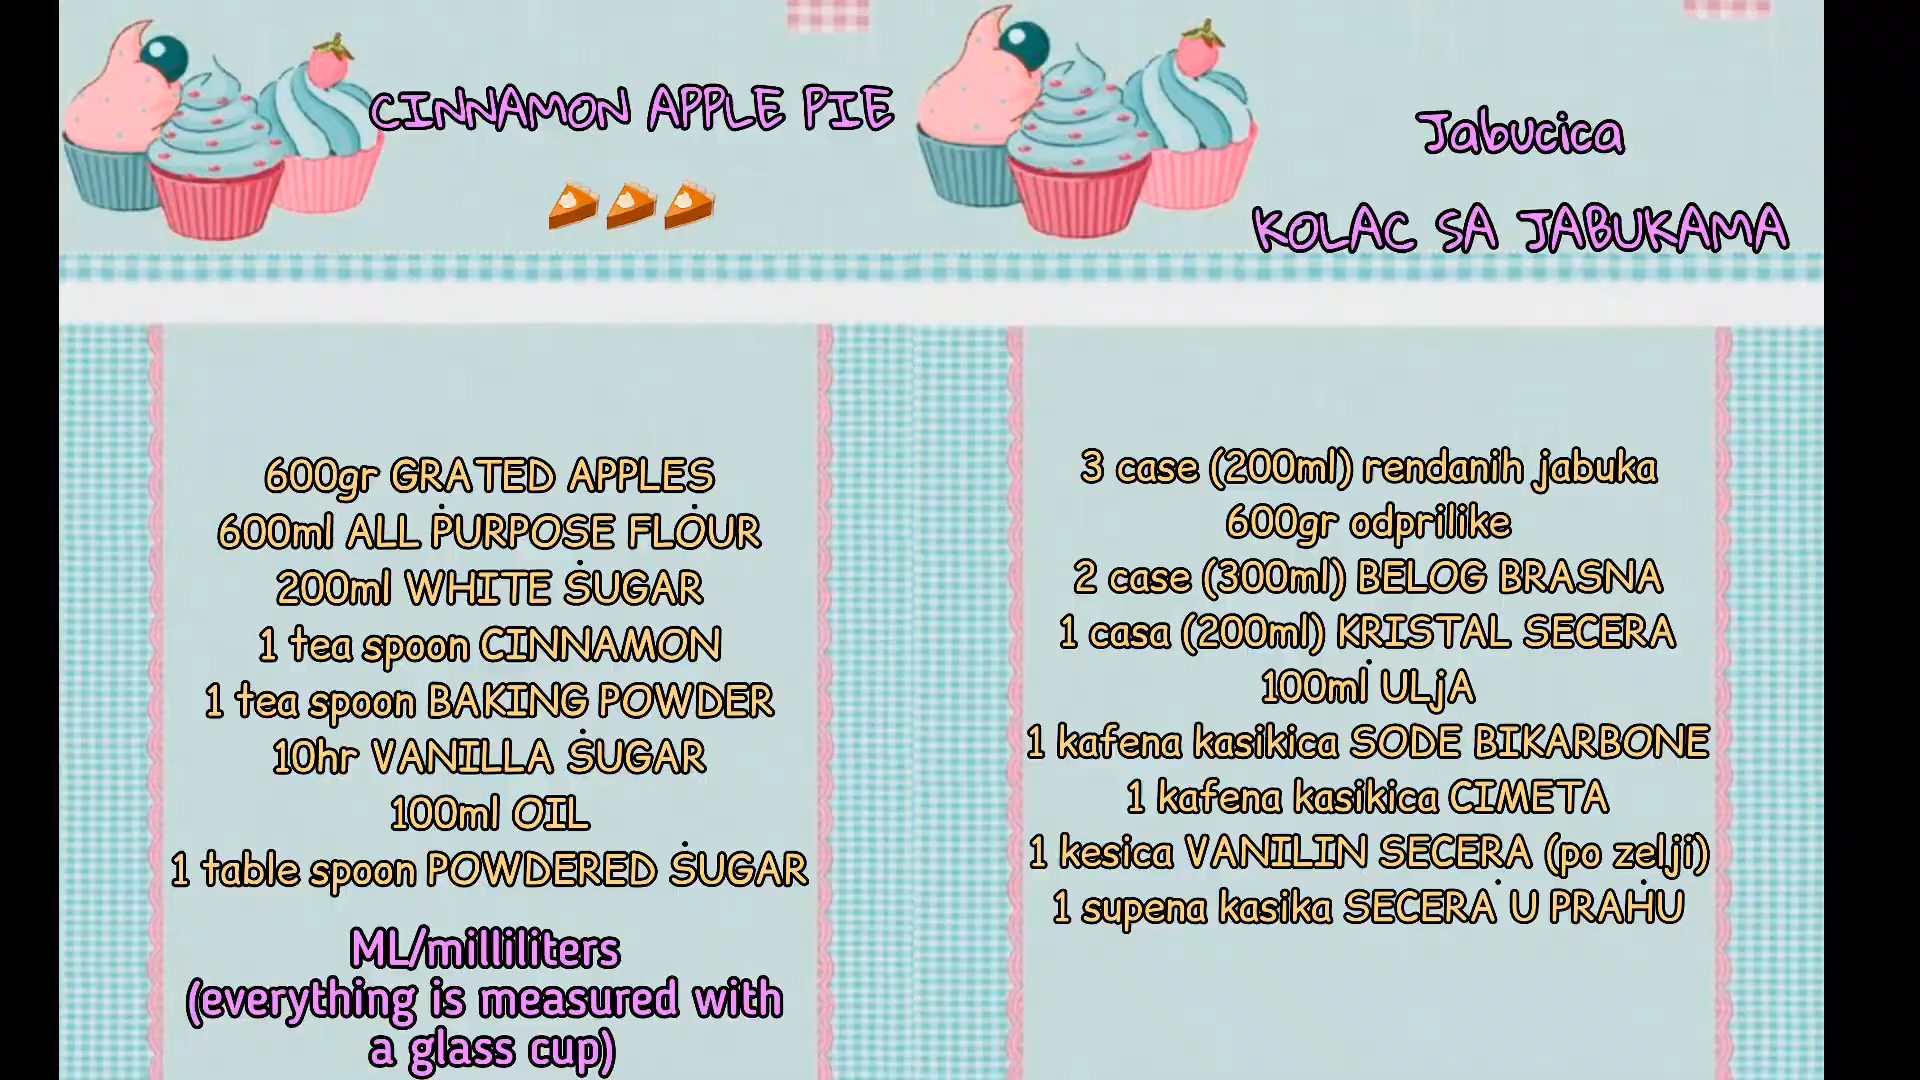 CINNAMON APPLE PIE
600gr GRATED APPLES
600ml ALL PURPOSE FLOUR
200ml WHITE SUGAR
1 tea spoon CINNAMON
1 tea spoon BAKING POWDER
10hr VANILLA SUGAR
100ml OIL
1 table spoon POWDERED SUGAR
ML/milliliters
(everything is measured with
a glass cup)
Jabucica
KOLAC SA JABUKAMA
3 case (200ml) rendanih jabuka
600gr odprilike
2 case (300ml) BELOG BRASNA
1 casa (200ml) KRISTAL SECERA
100ml ULjA
1 kafena kasikica SODE BIKARBONE
1 kafena kasikica CIMETA
1 kesica VANILIN SECERA (po zelji)
1 supena kasika SECERA U PRAHU